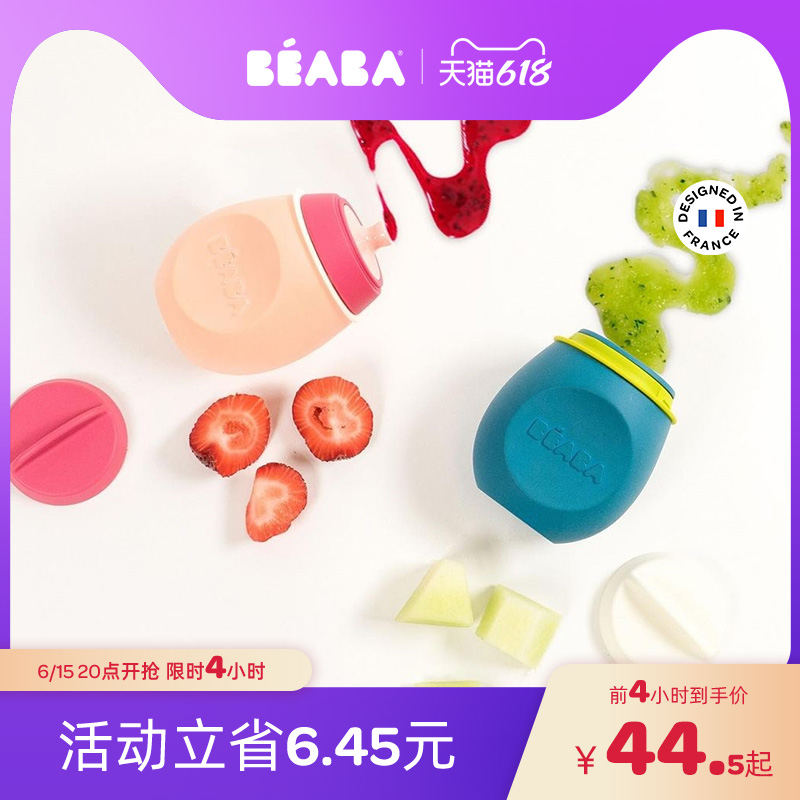 BÉABA® 天猫618
DESIGNED IN
FRANCE
BÉABA
BÉABA
6/15 20点开抢 限时4小时
活动立省6.45元
前4小时到手价
¥44.5起